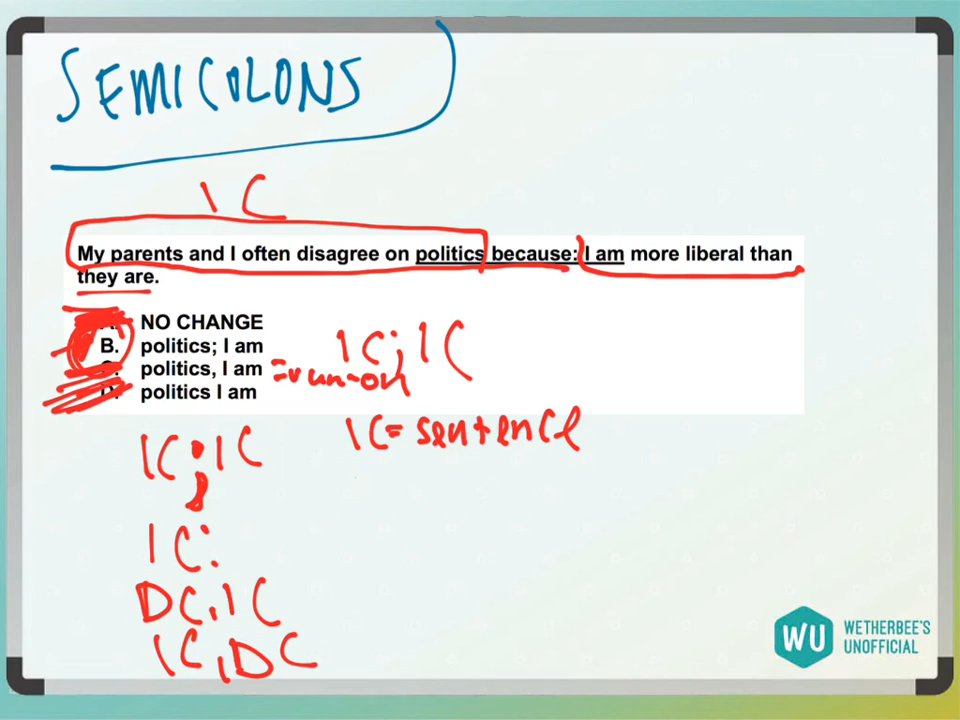 SEMICOLONS
IC
My parents and I often disagree on politics because: I am more liberal than
they are.
NO CHANGE
B. politics; I am
IC; IC
C. politics, I am
=run-on
D. politics I am
IC= sentence
IC; IC
IC:
DC, IC
IC, DC
WU WETHERBEE'S
UNOFFICIAL